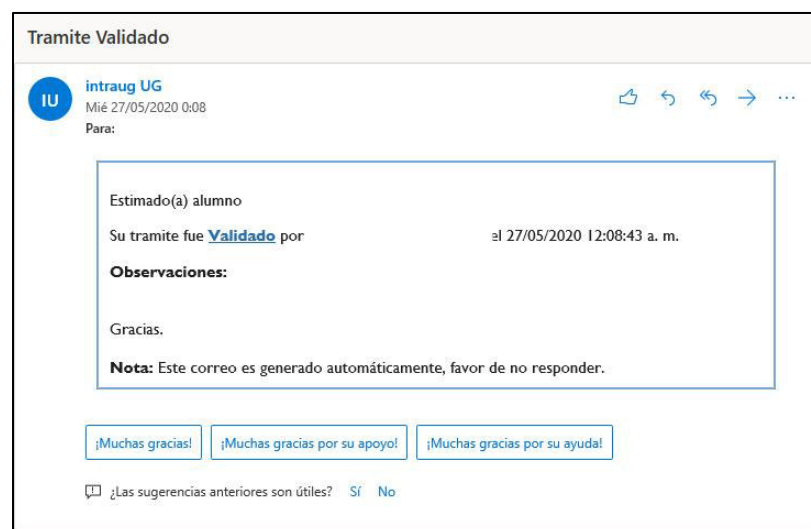 Tramite Validado
IU
intraug UG
Mié 27/05/2020 0:08
Para:
Estimado(a) alumno
Su tramite fue Validado por el 27/05/2020 12:08:43 a. m.
Observaciones:
Gracias.
Nota: Este correo es generado automáticamente, favor de no responder.
¡Muchas gracias! ¡Muchas gracias por su apoyo! ¡Muchas gracias por su ayuda!
¿Las sugerencias anteriores son útiles? Sí No